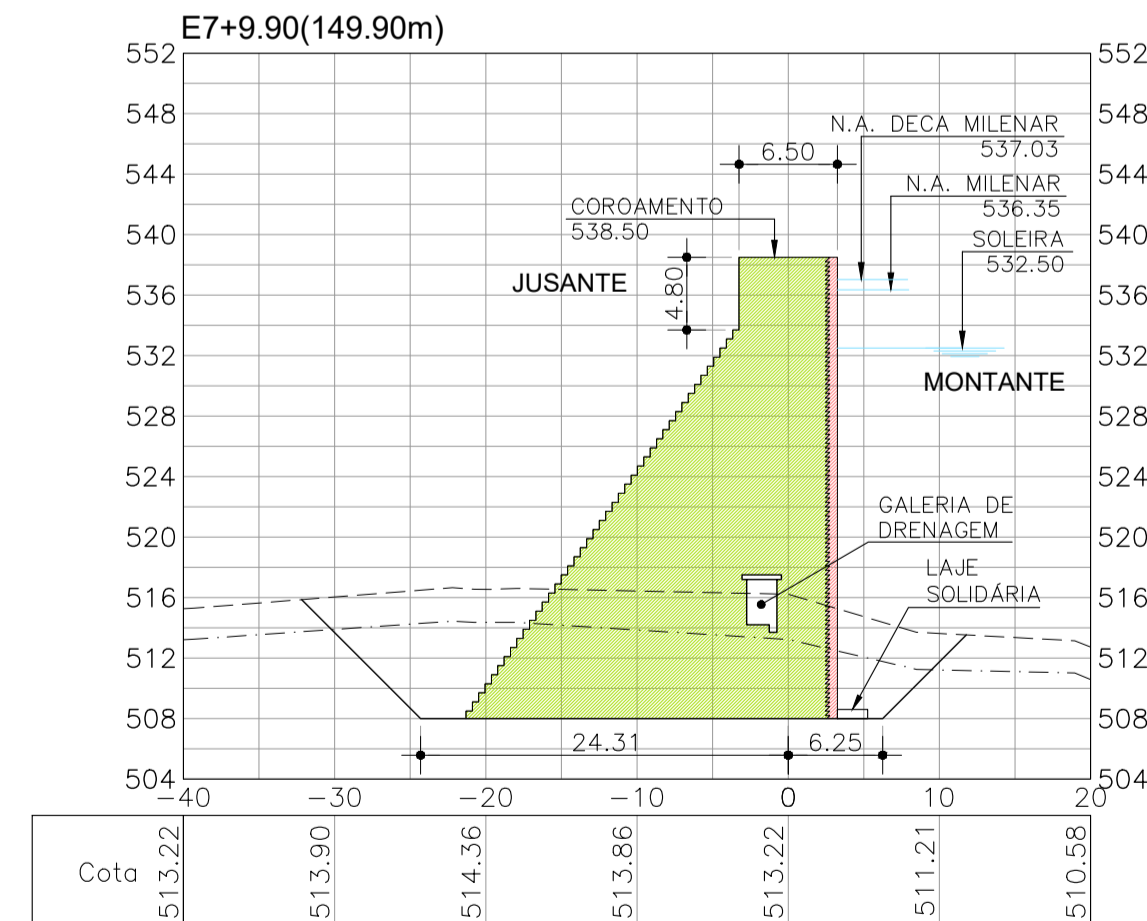 E7+9.90(149.90m)
552 552
548 548
N.A. DECA MILENAR
537.03
544 544
6.50
N.A. MILENAR
536.35
COROAMENTO
538.50
540 540
SOLEIRA
532.50
JUSANTE
4.80
536 536
532 532
MONTANTE
528 528
524 524
GALERIA DE
DRENAGEM
520 520
LAJE
SOLIDÁRIA
516 516
512 512
508 508
24.31 6.25
504 504
-40 -30 -20 -10 0 10 20
Cota 513.22 513.90 514.36 513.86 513.22 511.21 510.58